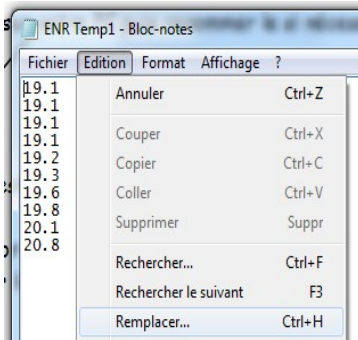 ENR Temp1 - Bloc-notes
Fichier Edition Format Affichage ?
19.1
19.1
19.1
19.1
19.2
19.3
19.6
19.8
20.1
20.8
Annuler Ctrl+Z
Couper Ctrl+X
Copier Ctrl+C
Coller Ctrl+V
Supprimer Suppr
Rechercher... Ctrl+F
Rechercher le suivant F3
Remplacer... Ctrl+H